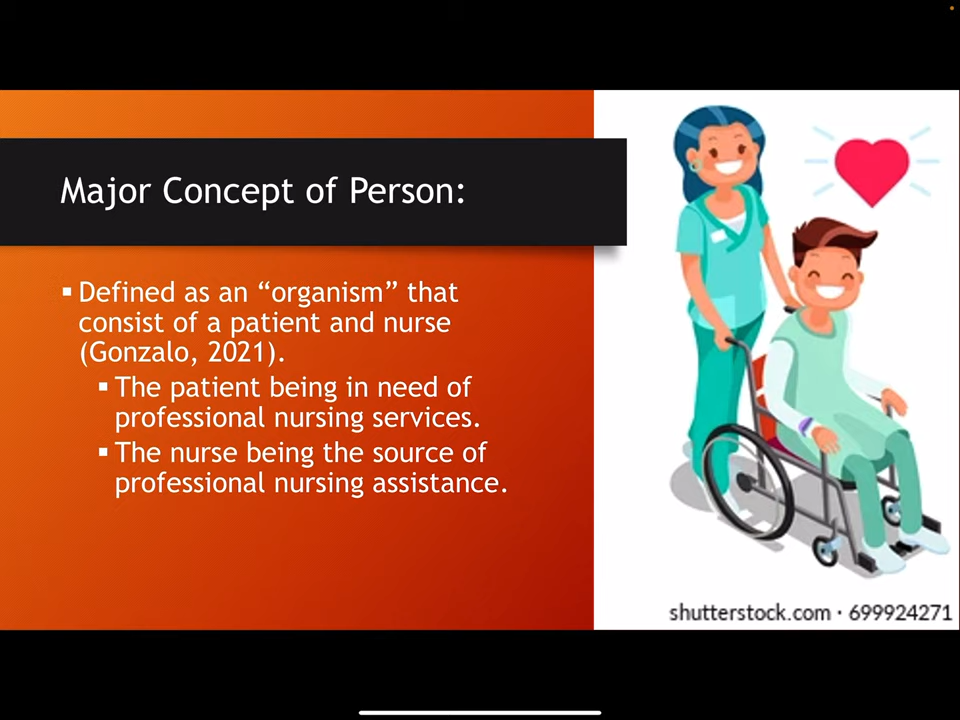 Major Concept of Person:
▪ Defined as an “organism” that
consist of a patient and nurse
(Gonzalo, 2021).
▪ The patient being in need of
professional nursing services.
▪ The nurse being the source of
professional nursing assistance.
shutterstock.com · 699924271